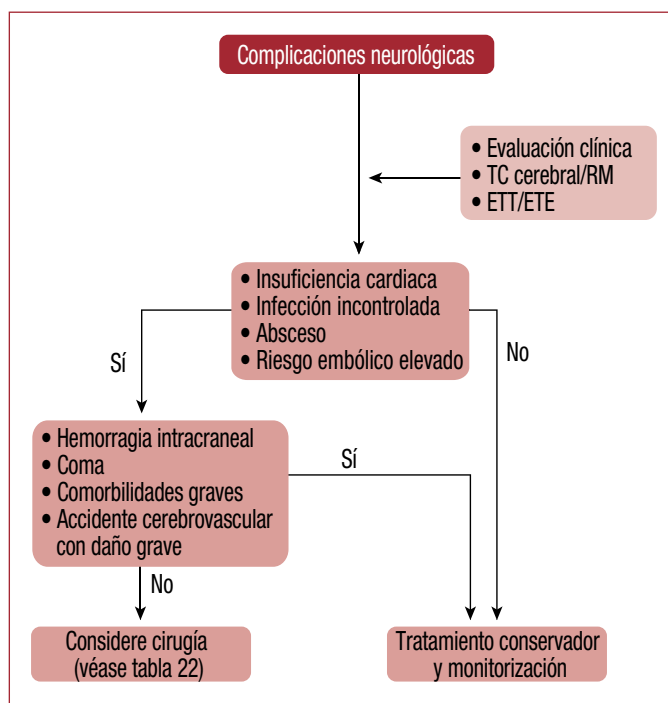 Complicaciones neurológicas
• Evaluación clínica
• TC cerebral/RM
• ETT/ETE
• Insuficiencia cardiaca
• Infección incontrolada
• Absceso
• Riesgo embólico elevado
Sí
No
• Hemorragia intracraneal
• Coma
• Comorbilidades graves
• Accidente cerebrovascular
con daño grave
Sí
No
Considere cirugía
(véase tabla 22)
Tratamiento conservador
y monitorización